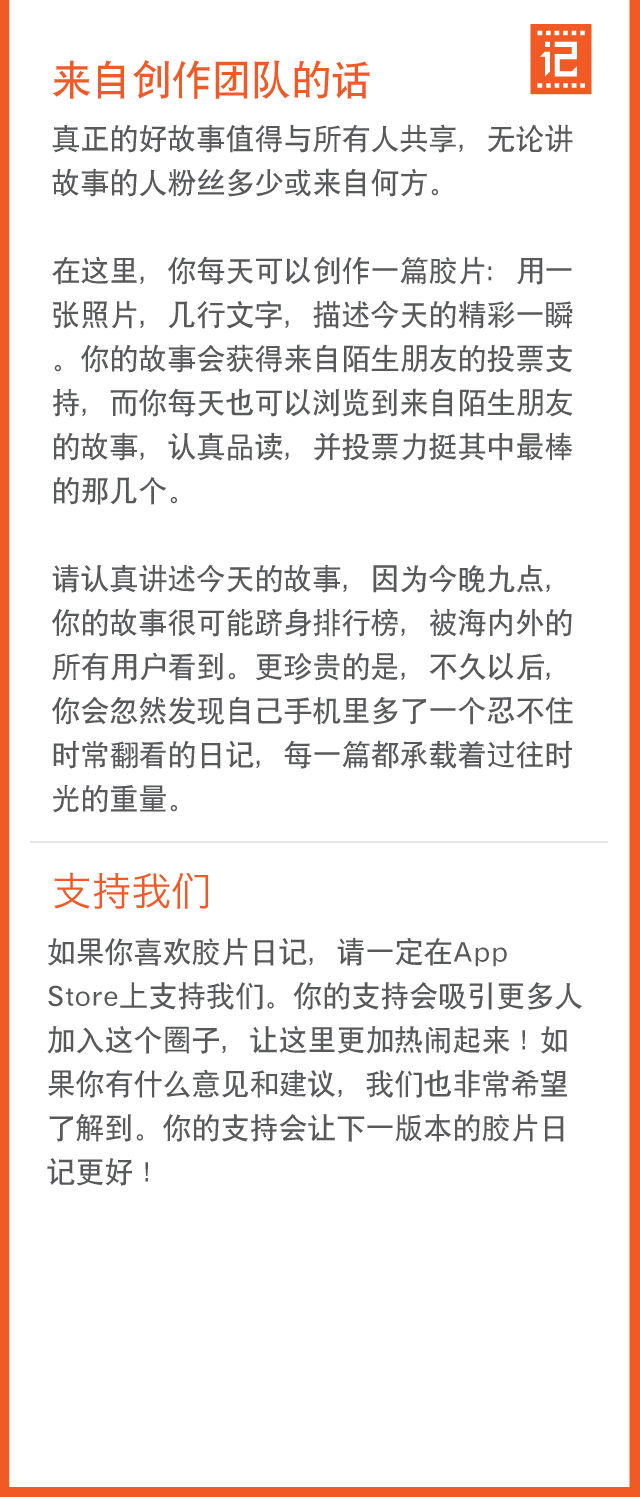 记
来自创作团队的话
真正的好故事值得与所有人共享，无论讲
故事的人粉丝多少或来自何方。
在这里，你每天可以创作一篇胶片：用一
张照片，几行文字，描述今天的精彩一瞬
。你的故事会获得来自陌生朋友的投票支
持，而你每天也可以浏览到来自陌生朋友
的故事，认真品读，并投票力挺其中最棒
的那几个。
请认真讲述今天的故事，因为今晚九点，
你的故事很可能跻身排行榜，被海内外的
所有用户看到。更珍贵的是，不久以后，
你会忽然发现自己手机里多了一个忍不住
时常翻看的日记，每一篇都承载着过往时
光的重量。
支持我们
如果你喜欢胶片日记，请一定在App
Store上支持我们。你的支持会吸引更多人
加入这个圈子，让这里更加热闹起来！如
果你有什么意见和建议，我们也非常希望
了解到。你的支持会让下一版本的胶片日
记更好！